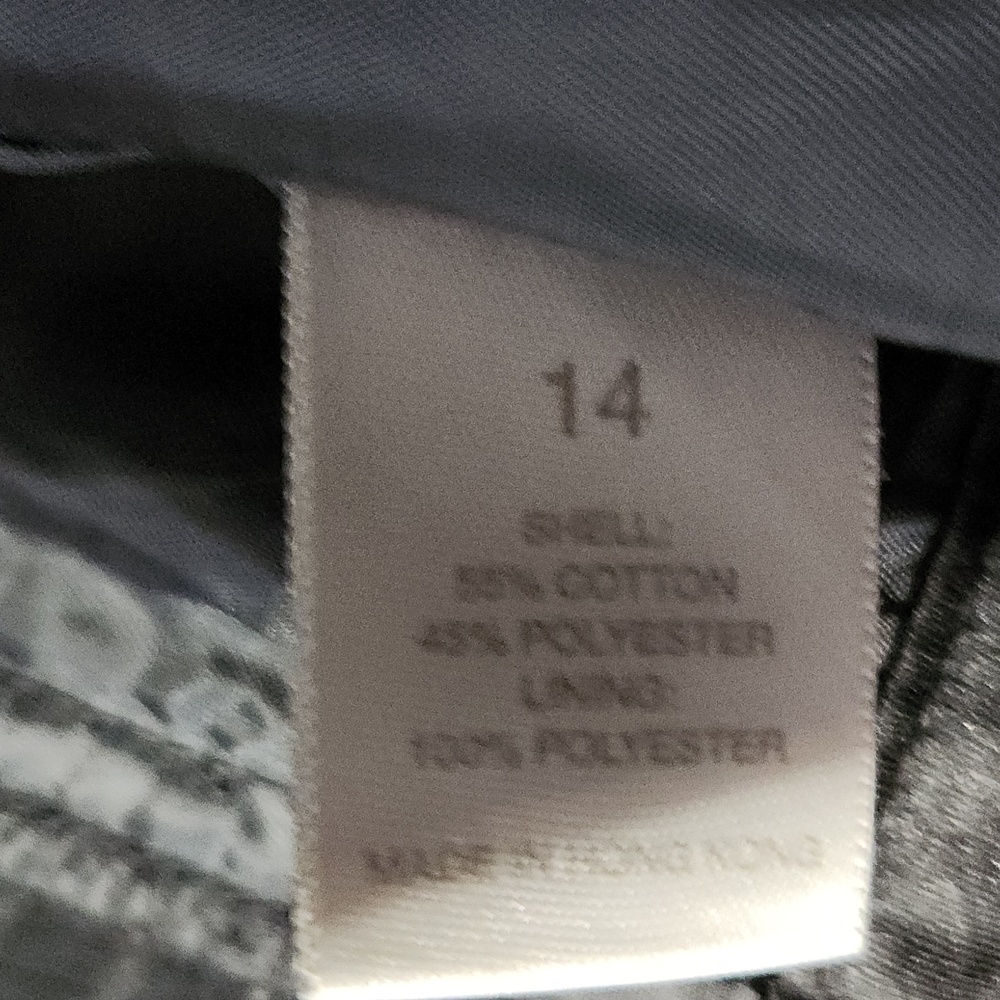 14
SHELL:
55% COTTON
45% POLYESTER
LINING:
100% POLYESTER
MADE IN HONG KONG